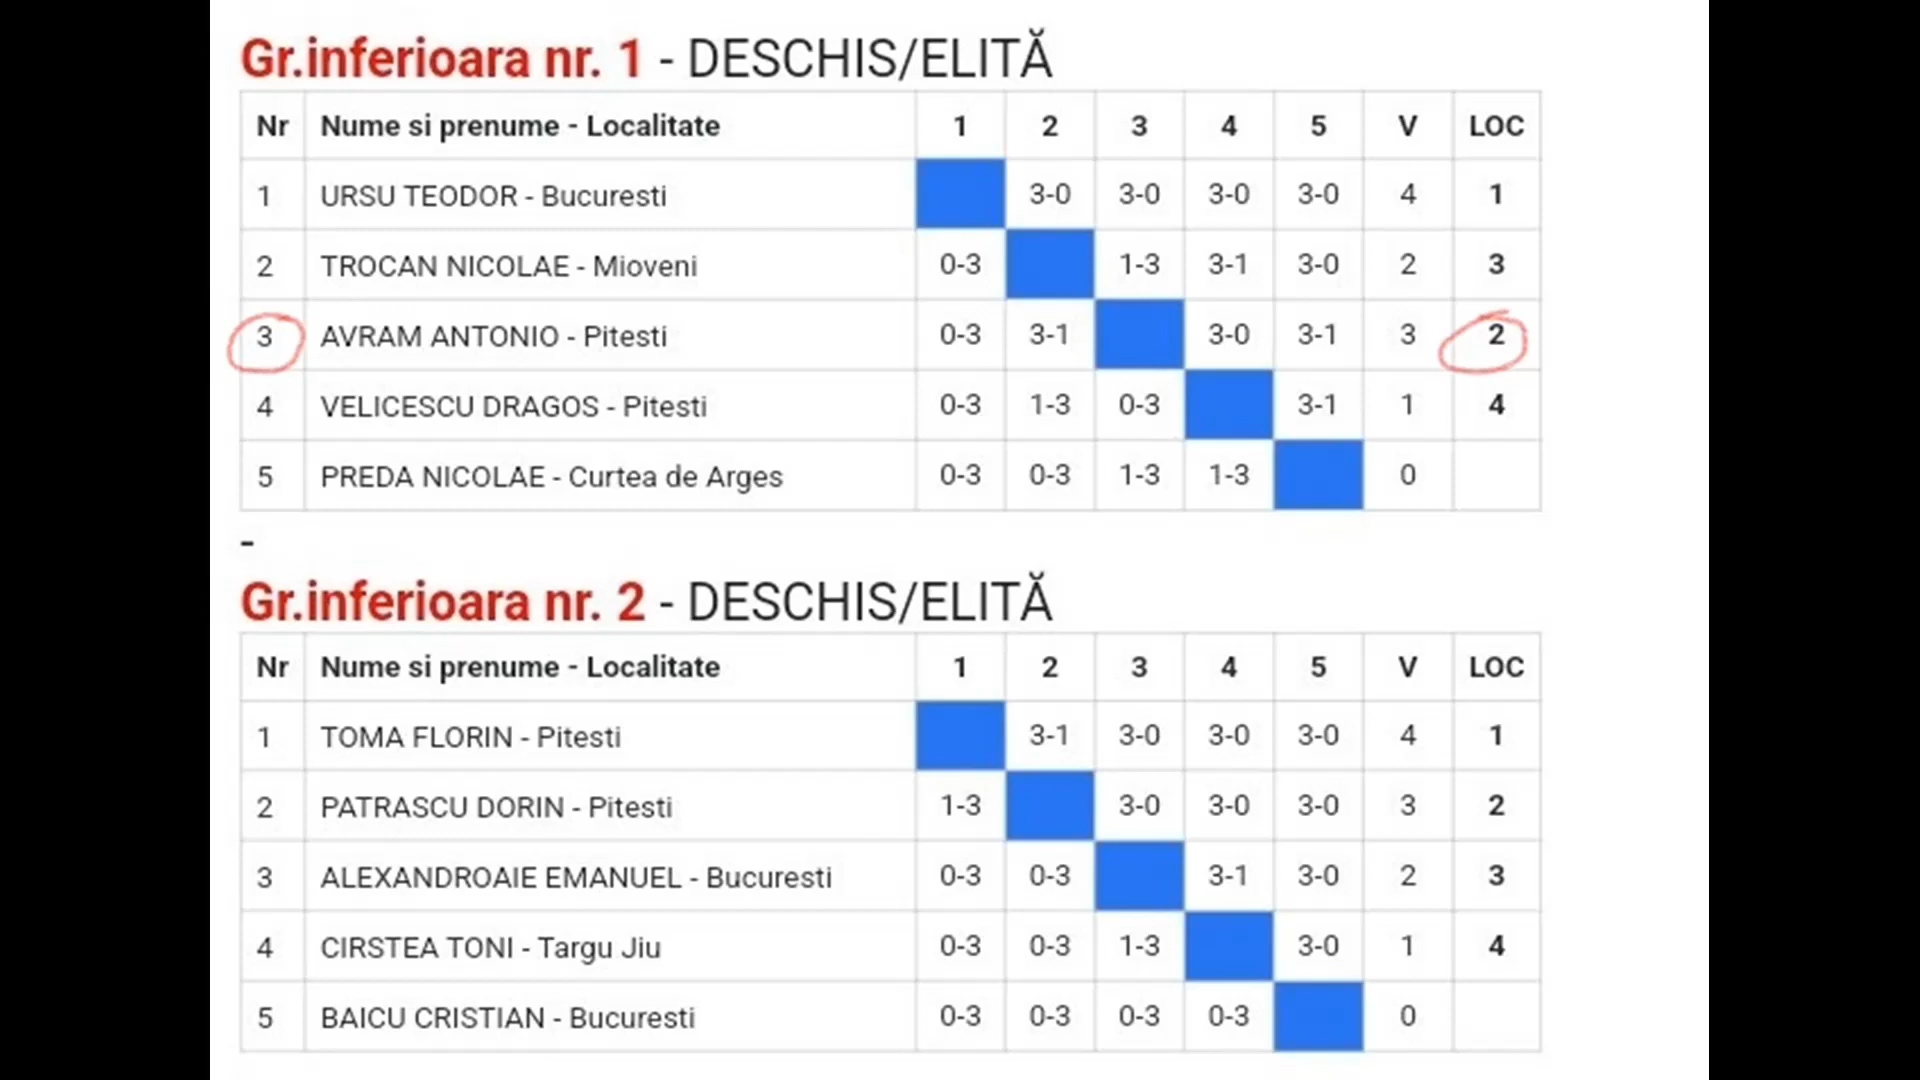 Gr.inferioara nr. 1 - DESCHIS/ELITĂ
Nr Nume si prenume - Localitate 1 2 3 4 5 V LOC
1 URSU TEODOR - Bucuresti 3-0 3-0 3-0 3-0 4 1
2 TROCAN NICOLAE - Mioveni 0-3 1-3 3-1 3-0 2 3
3 AVRAM ANTONIO - Pitesti 0-3 3-1 3-0 3-1 3 2
4 VELICESCU DRAGOS - Pitesti 0-3 1-3 0-3 3-1 1 4
5 PREDA NICOLAE - Curtea de Arges 0-3 0-3 1-3 1-3 0
-
Gr.inferioara nr. 2 - DESCHIS/ELITĂ
Nr Nume si prenume - Localitate 1 2 3 4 5 V LOC
1 TOMA FLORIN - Pitesti 3-1 3-0 3-0 3-0 4 1
2 PATRASCU DORIN - Pitesti 1-3 3-0 3-0 3-0 3 2
3 ALEXANDROAIE EMANUEL - Bucuresti 0-3 0-3 3-1 3-0 2 3
4 CIRSTEA TONI - Targu Jiu 0-3 0-3 1-3 3-0 1 4
5 BAICU CRISTIAN - Bucuresti 0-3 0-3 0-3 0-3 0